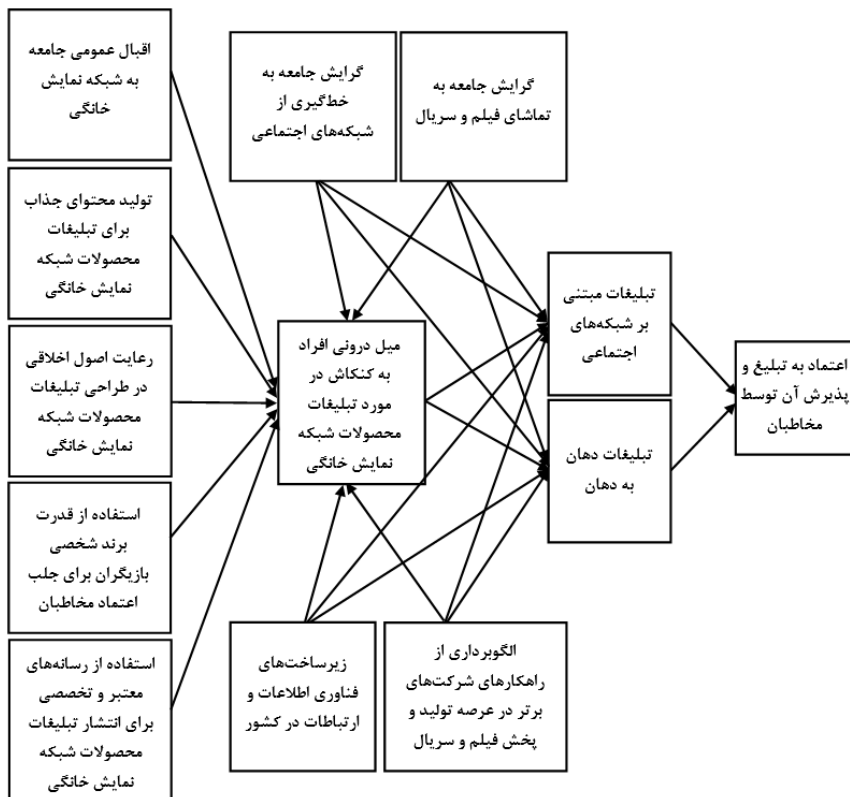 اقبال عمومی جامعه
به شبکه نمایش
خانگی
تولید محتوای جذاب
برای تبلیغات
محصولات شبکه
نمایش خانگی
رعایت اصول اخلاقی
در طراحی تبلیغات
محصولات شبکه
نمایش خانگی
استفاده از قدرت
برند شخصی
بازیگران برای جلب
اعتماد مخاطبان
استفاده از رسانه‌های
معتبر و تخصصی
برای انتشار تبلیغات
محصولات شبکه
نمایش خانگی
گرایش جامعه به
خط‌گیری از
شبکه‌های اجتماعی
گرایش جامعه به
تماشای فیلم و سریال
میل درونی افراد
به کنکاش در
مورد تبلیغات
محصولات شبکه
نمایش خانگی
زیرساخت‌های
فناوری اطلاعات و
ارتباطات در کشور
الگوبرداری از
راهکارهای شرکت‌های
برتر در عرصه تولید و
پخش فیلم و سریال
تبلیغات مبتنی
بر شبکه‌های
اجتماعی
تبلیغات دهان
به دهان
اعتماد به تبلیغ و
پذیرش آن توسط
مخاطبان